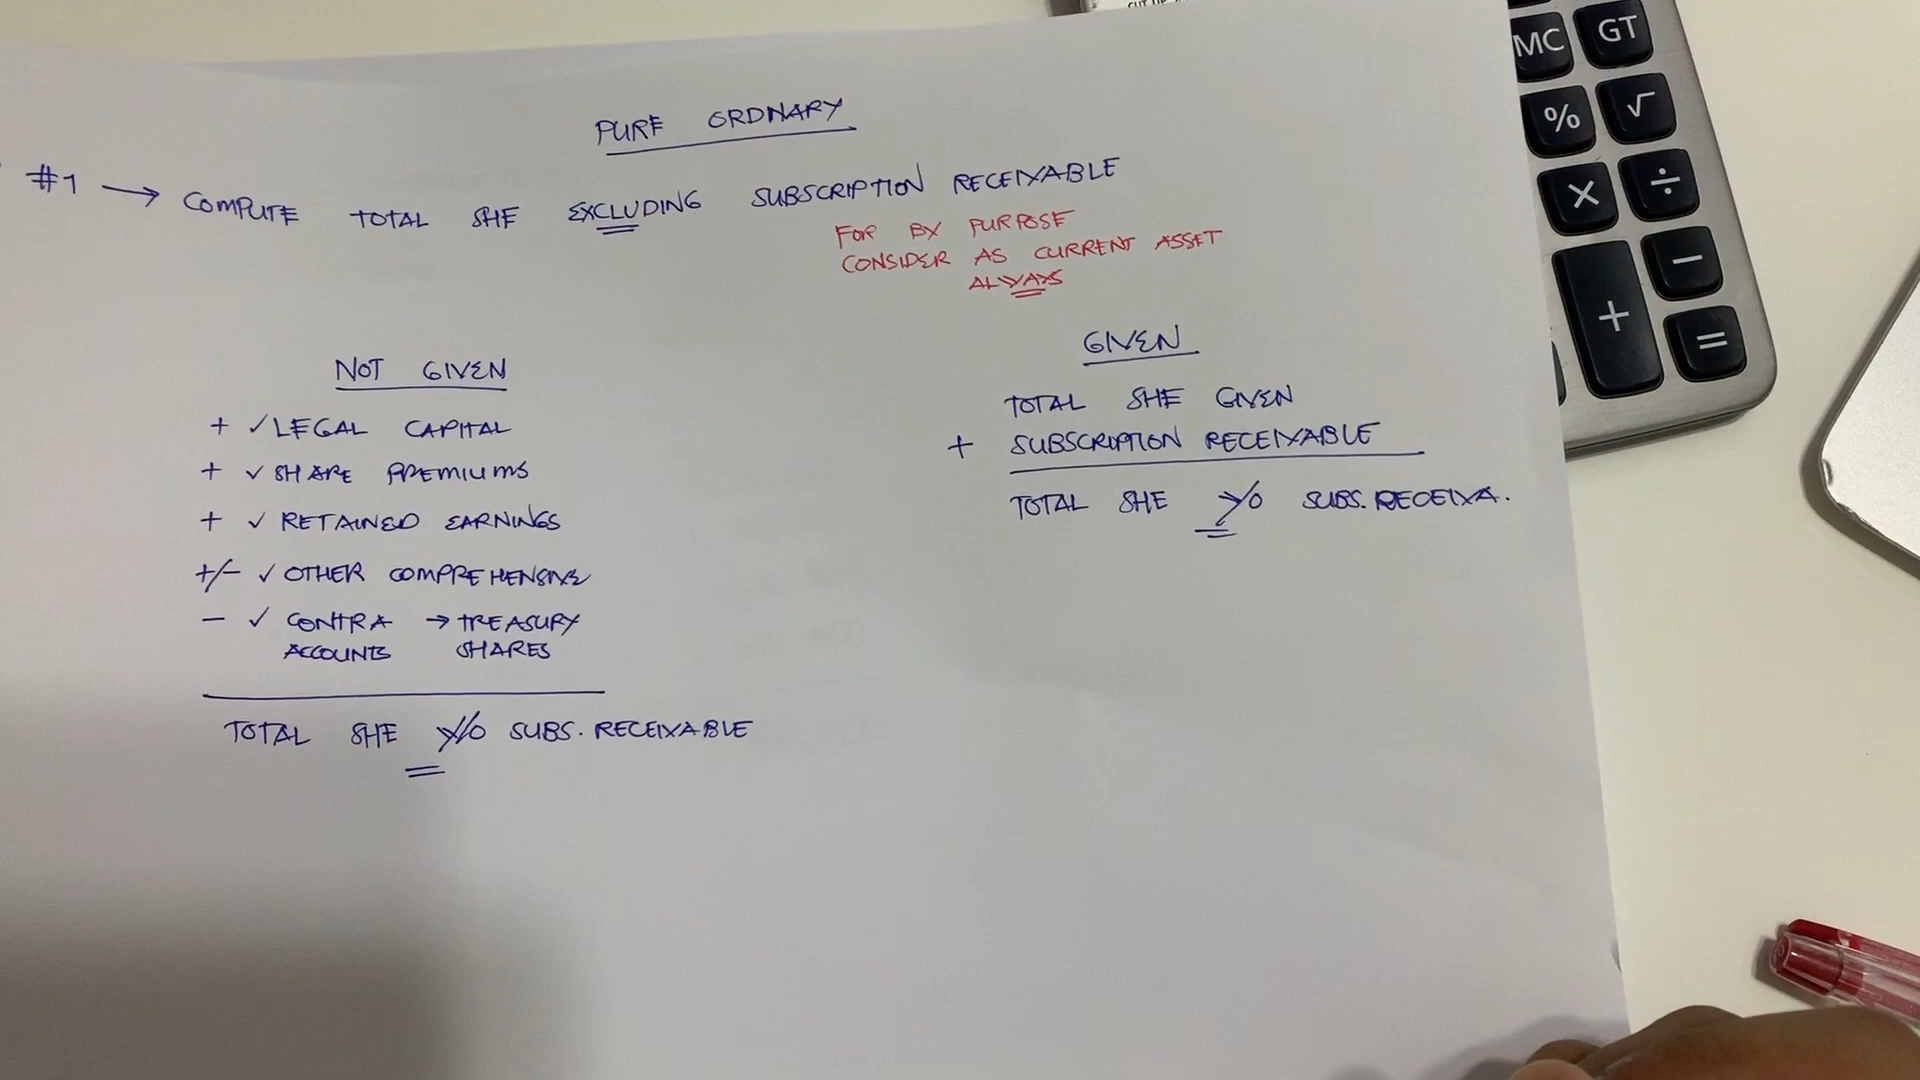 PURE ORDNARY
#1 → COMPUTE TOTAL SHE EXCLUDING SUBSCRIPTION RECEIVABLE
FOR BV PURPOSE
CONSIDER AS CURRENT ASSET
ALWAYS
NOT GIVEN
+ ✓ LEGAL CAPITAL
+ ✓ SHARE PREMIUMS
+ ✓ RETAINED EARNINGS
+/- ✓ OTHER COMPREHENSIVE
- ✓ CONTRA → TREASURY
ACCOUNTS SHARES
TOTAL SHE W/O SUBS. RECEIVABLE
GIVEN
TOTAL SHE GIVEN
+ SUBSCRIPTION RECEIVABLE
TOTAL SHE W/O SUBS. RECEIVA.
MC GT
% √
× ÷
+ −
=